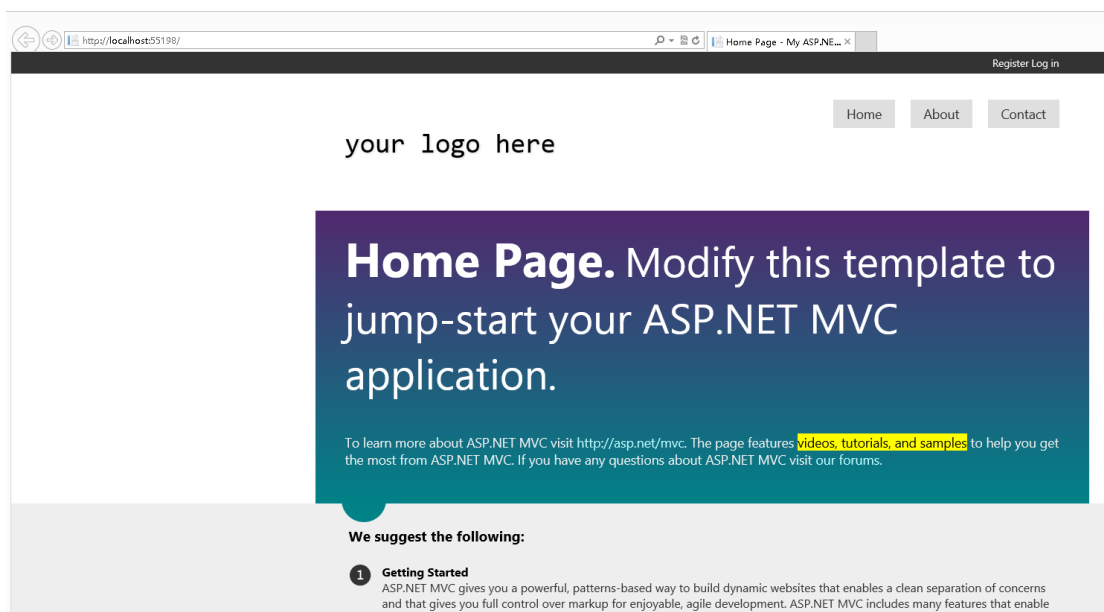 http://localhost:55198/
Home Page - My ASP.NE...
Register Log in
Home About Contact
your logo here
Home Page. Modify this template to
jump-start your ASP.NET MVC
application.
To learn more about ASP.NET MVC visit http://asp.net/mvc. The page features videos, tutorials, and samples to help you get
the most from ASP.NET MVC. If you have any questions about ASP.NET MVC visit our forums.
We suggest the following:
1 Getting Started
ASP.NET MVC gives you a powerful, patterns-based way to build dynamic websites that enables a clean separation of concerns
and that gives you full control over markup for enjoyable, agile development. ASP.NET MVC includes many features that enable